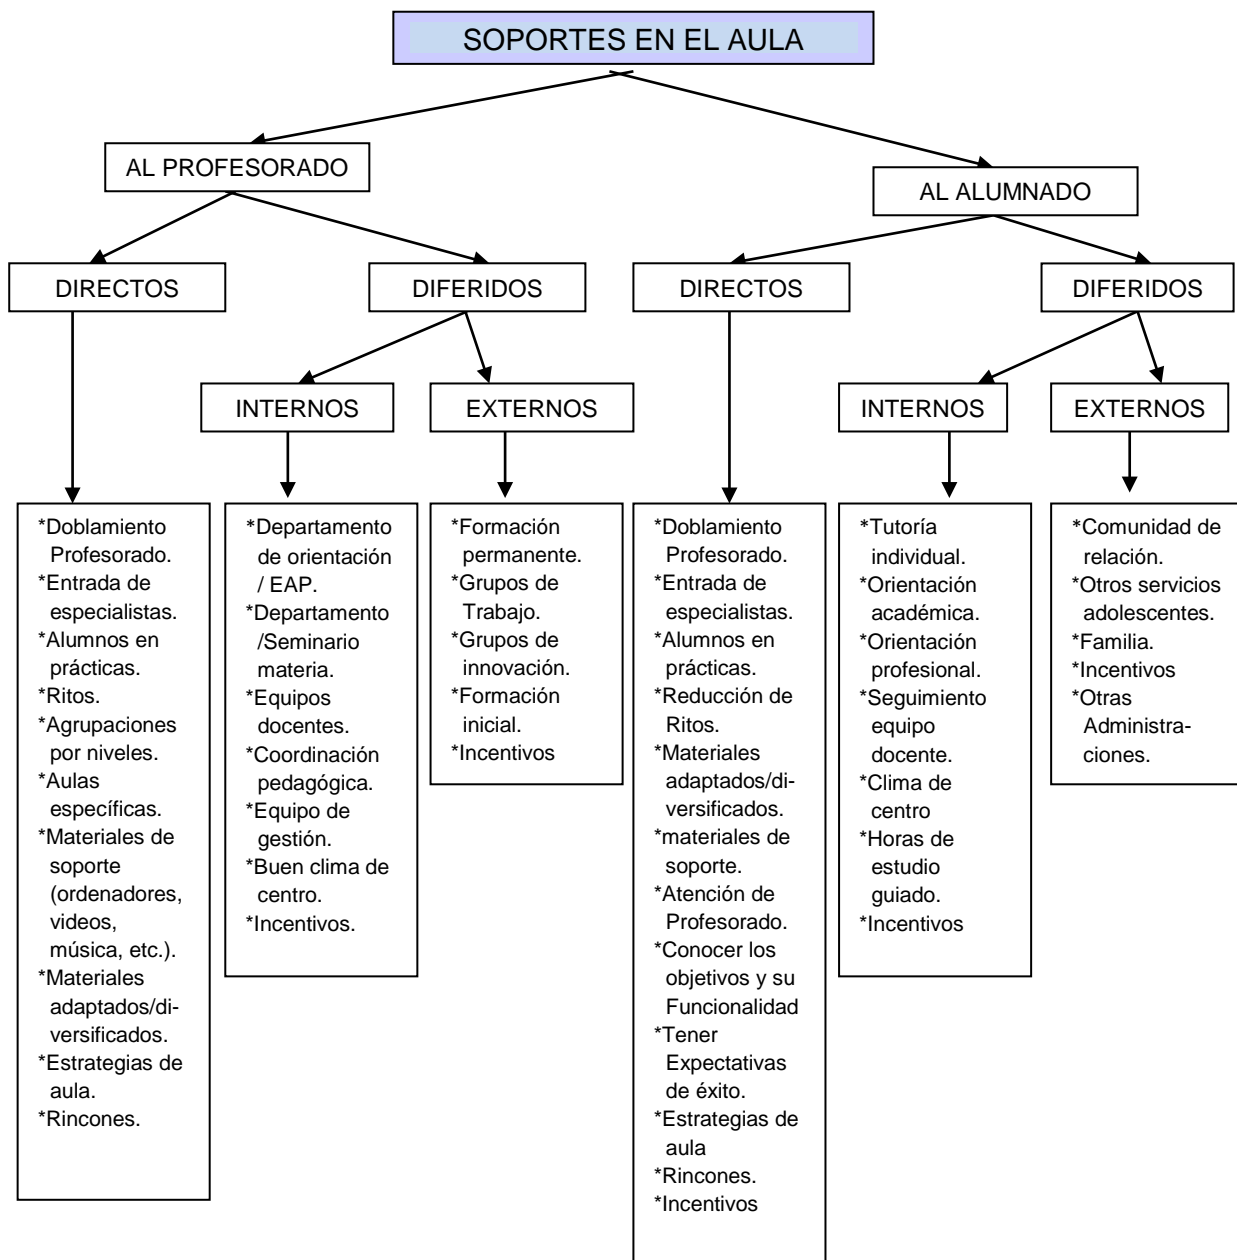 SOPORTES EN EL AULA
AL PROFESORADO
AL ALUMNADO
DIRECTOS
DIFERIDOS
DIRECTOS
DIFERIDOS
INTERNOS
EXTERNOS
INTERNOS
EXTERNOS
*Doblamiento
Profesorado.
*Entrada de
especialistas.
*Alumnos en
prácticas.
*Ritos.
*Agrupaciones
por niveles.
*Aulas
específicas.
*Materiales de
soporte
(ordenadores,
videos,
música, etc.).
*Materiales
adaptados/di-
versificados.
*Estrategias de
aula.
*Rincones.
*Departamento
de orientación
/ EAP.
*Departamento
/Seminario
materia.
*Equipos
docentes.
*Coordinación
pedagógica.
*Equipo de
gestión.
*Buen clima de
centro.
*Incentivos.
*Formación
permanente.
*Grupos de
Trabajo.
*Grupos de
innovación.
*Formación
inicial.
*Incentivos
*Doblamiento
Profesorado.
*Entrada de
especialistas.
*Alumnos en
prácticas.
*Reducción de
Ritos.
*Materiales
adaptados/di-
versificados.
*materiales de
soporte.
*Atención de
Profesorado.
*Conocer los
objetivos y su
Funcionalidad
*Tener
Expectativas
de éxito.
*Estrategias de
aula
*Rincones.
*Incentivos
*Tutoría
individual.
*Orientación
académica.
*Orientación
profesional.
*Seguimiento
equipo
docente.
*Clima de
centro
*Horas de
estudio
guiado.
*Incentivos
*Comunidad de
relación.
*Otros servicios
adolescentes.
*Familia.
*Incentivos
*Otras
Administra-
ciones.